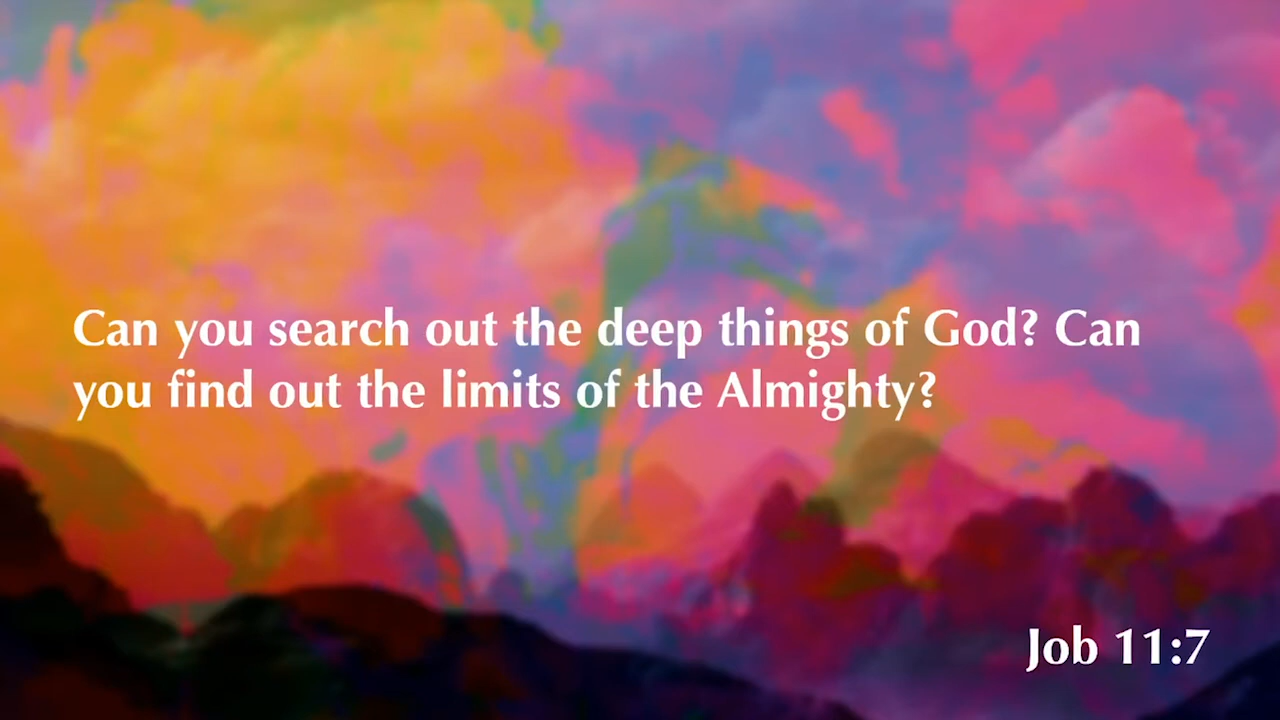 Can you search out the deep things of God? Can
you find out the limits of the Almighty?
Job 11:7